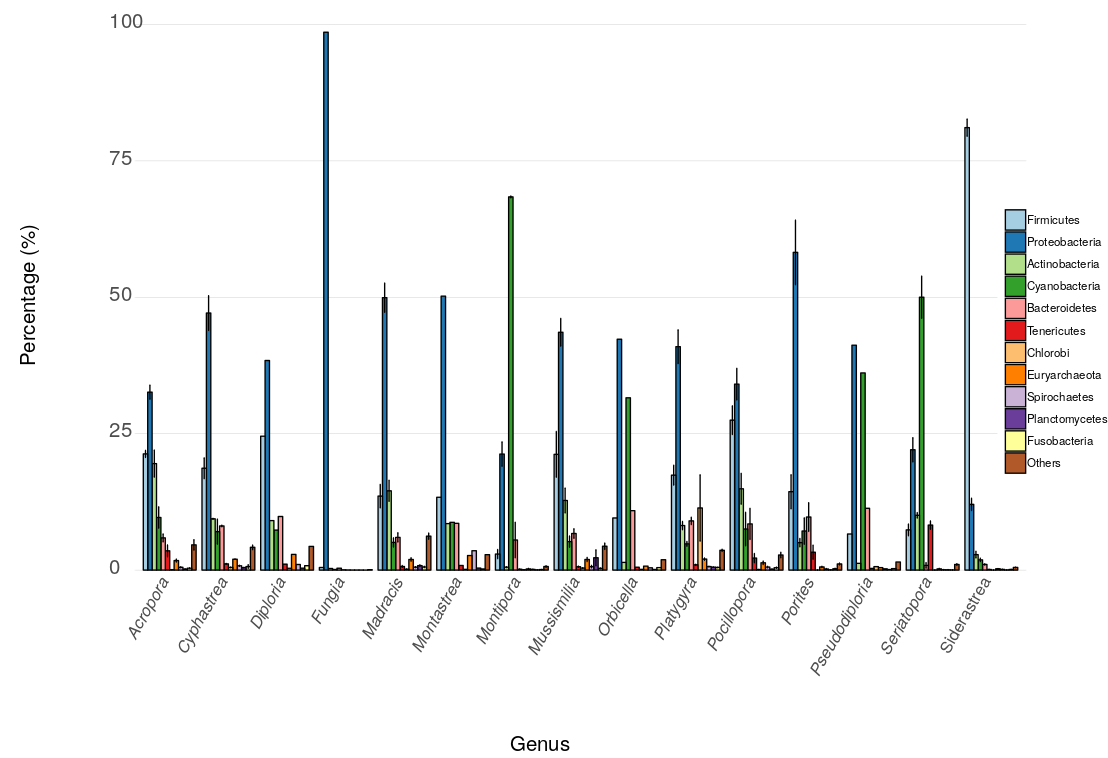 100
75
50
25
0
Percentage (%)
Acropora
Cyphastrea
Diploria
Fungia
Madracis
Montastrea
Montipora
Mussismilia
Orbicella
Platygyra
Pocillopora
Porites
Pseudodiploria
Seriatopora
Siderastrea
Genus
Firmicutes
Proteobacteria
Actinobacteria
Cyanobacteria
Bacteroidetes
Tenericutes
Chlorobi
Euryarchaeota
Spirochaetes
Planctomycetes
Fusobacteria
Others